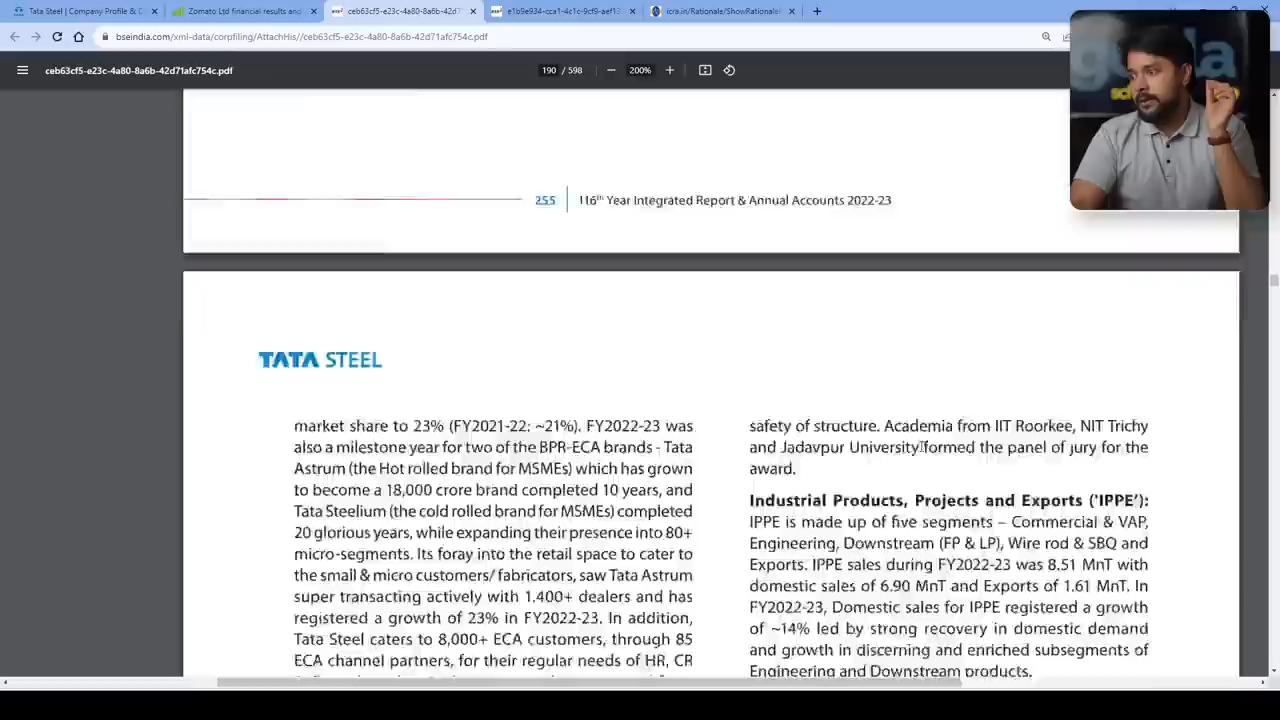 Tata Steel | Company Profile & C
Zomato Ltd financial results and
ceb63cf5-e23c-4a80-8a6b-42d71
e1b9e934-cca1-4c1c-9cf9-aef13
icra.in/Rationale/ShowRationale
bseindia.com/xml-data/corpfiling/AttachHis//ceb63cf5-e23c-4a80-8a6b-42d71afc754c.pdf
ceb63cf5-e23c-4a80-8a6b-42d71afc754c.pdf
190 / 598
200%
255
116th Year Integrated Report & Annual Accounts 2022-23
TATA STEEL
market share to 23% (FY2021-22: ~21%). FY2022-23 was
also a milestone year for two of the BPR-ECA brands - Tata
Astrum (the Hot rolled brand for MSMEs) which has grown
to become a 18,000 crore brand completed 10 years, and
Tata Steelium (the cold rolled brand for MSMEs) completed
20 glorious years, while expanding their presence into 80+
micro-segments. Its foray into the retail space to cater to
the small & micro customers/ fabricators, saw Tata Astrum
super transacting actively with 1,400+ dealers and has
registered a growth of 23% in FY2022-23. In addition,
Tata Steel caters to 8,000+ ECA customers, through 85
ECA channel partners, for their regular needs of HR, CR
safety of structure. Academia from IIT Roorkee, NIT Trichy
and Jadavpur University formed the panel of jury for the
award.
Industrial Products, Projects and Exports ('IPPE'):
IPPE is made up of five segments – Commercial & VAP,
Engineering, Downstream (FP & LP), Wire rod & SBQ and
Exports. IPPE sales during FY2022-23 was 8.51 MnT with
domestic sales of 6.90 MnT and Exports of 1.61 MnT. In
FY2022-23, Domestic sales for IPPE registered a growth
of ~14% led by strong recovery in domestic demand
and growth in discerning and enriched subsegments of
Engineering and Downstream products.